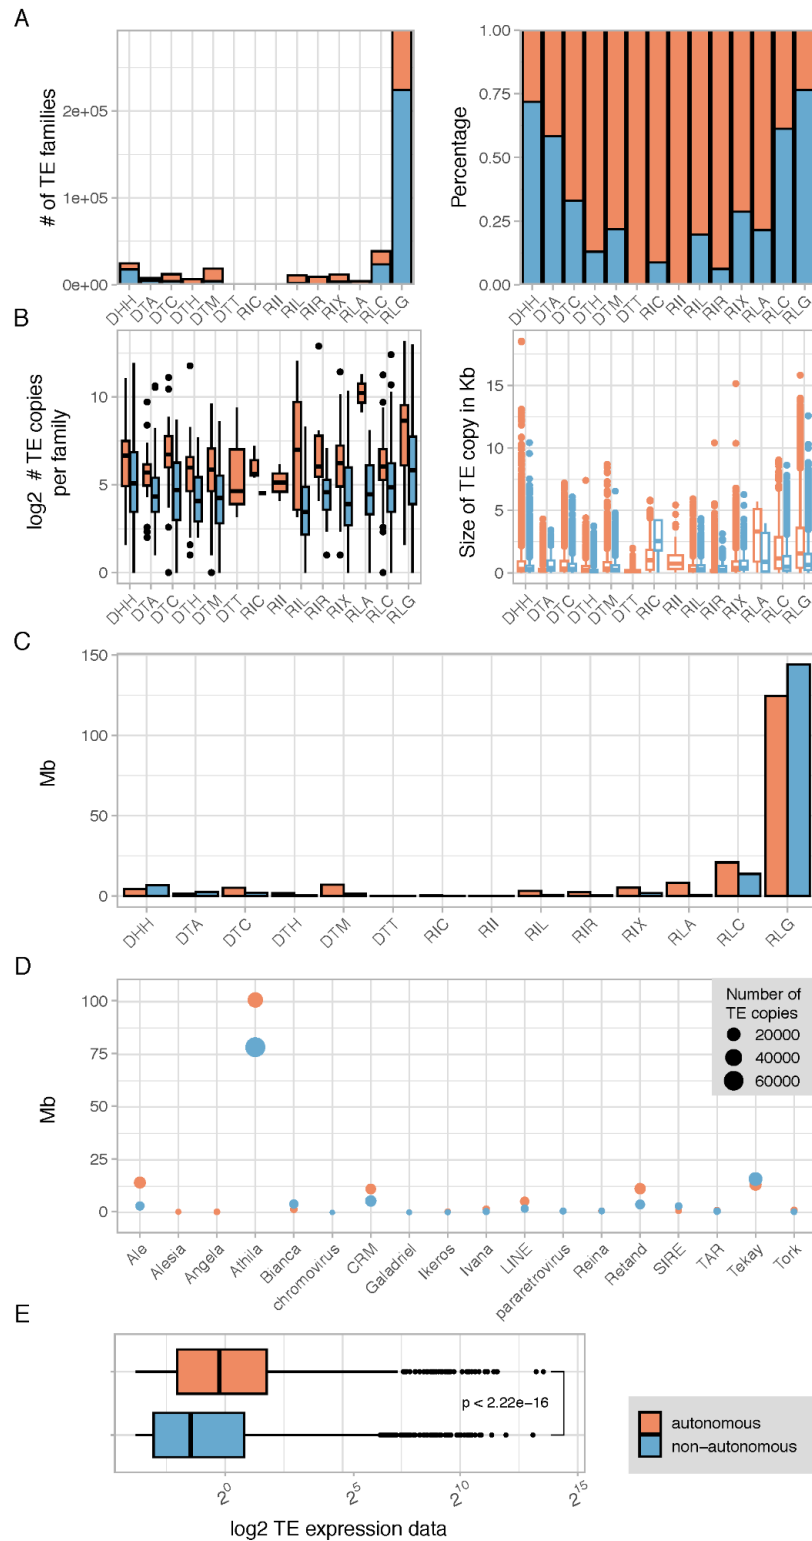 A
# of TE families
2e+05
1e+05
0e+00
DHH DTA DTC DTH DTM DTT RIC RII RIL RIR RIX RLA RLC RLG
Percentage
1.00
0.75
0.50
0.25
0.00
DHH DTA DTC DTH DTM DTT RIC RII RIL RIR RIX RLA RLC RLG
B
log2 # TE copies
per family
10
5
0
DHH DTA DTC DTH DTM DTT RIC RII RIL RIR RIX RLA RLC RLG
Size of TE copy in Kb
15
10
5
0
DHH DTA DTC DTH DTM DTT RIC RII RIL RIR RIX RLA RLC RLG
C
Mb
150
100
50
0
DHH DTA DTC DTH DTM DTT RIC RII RIL RIR RIX RLA RLC RLG
D
Mb
100
75
50
25
0
Number of
TE copies
20000
40000
60000
Ale Alesia Angela Athila Bianca chromovirus CRM Galadriel Ikeros Ivana LINE pararetrovirus Reina Retand SIRE TAR Tekay Tork
E
p < 2.22e−16
2^0 2^5 2^10 2^15
log2 TE expression data
autonomous
non−autonomous